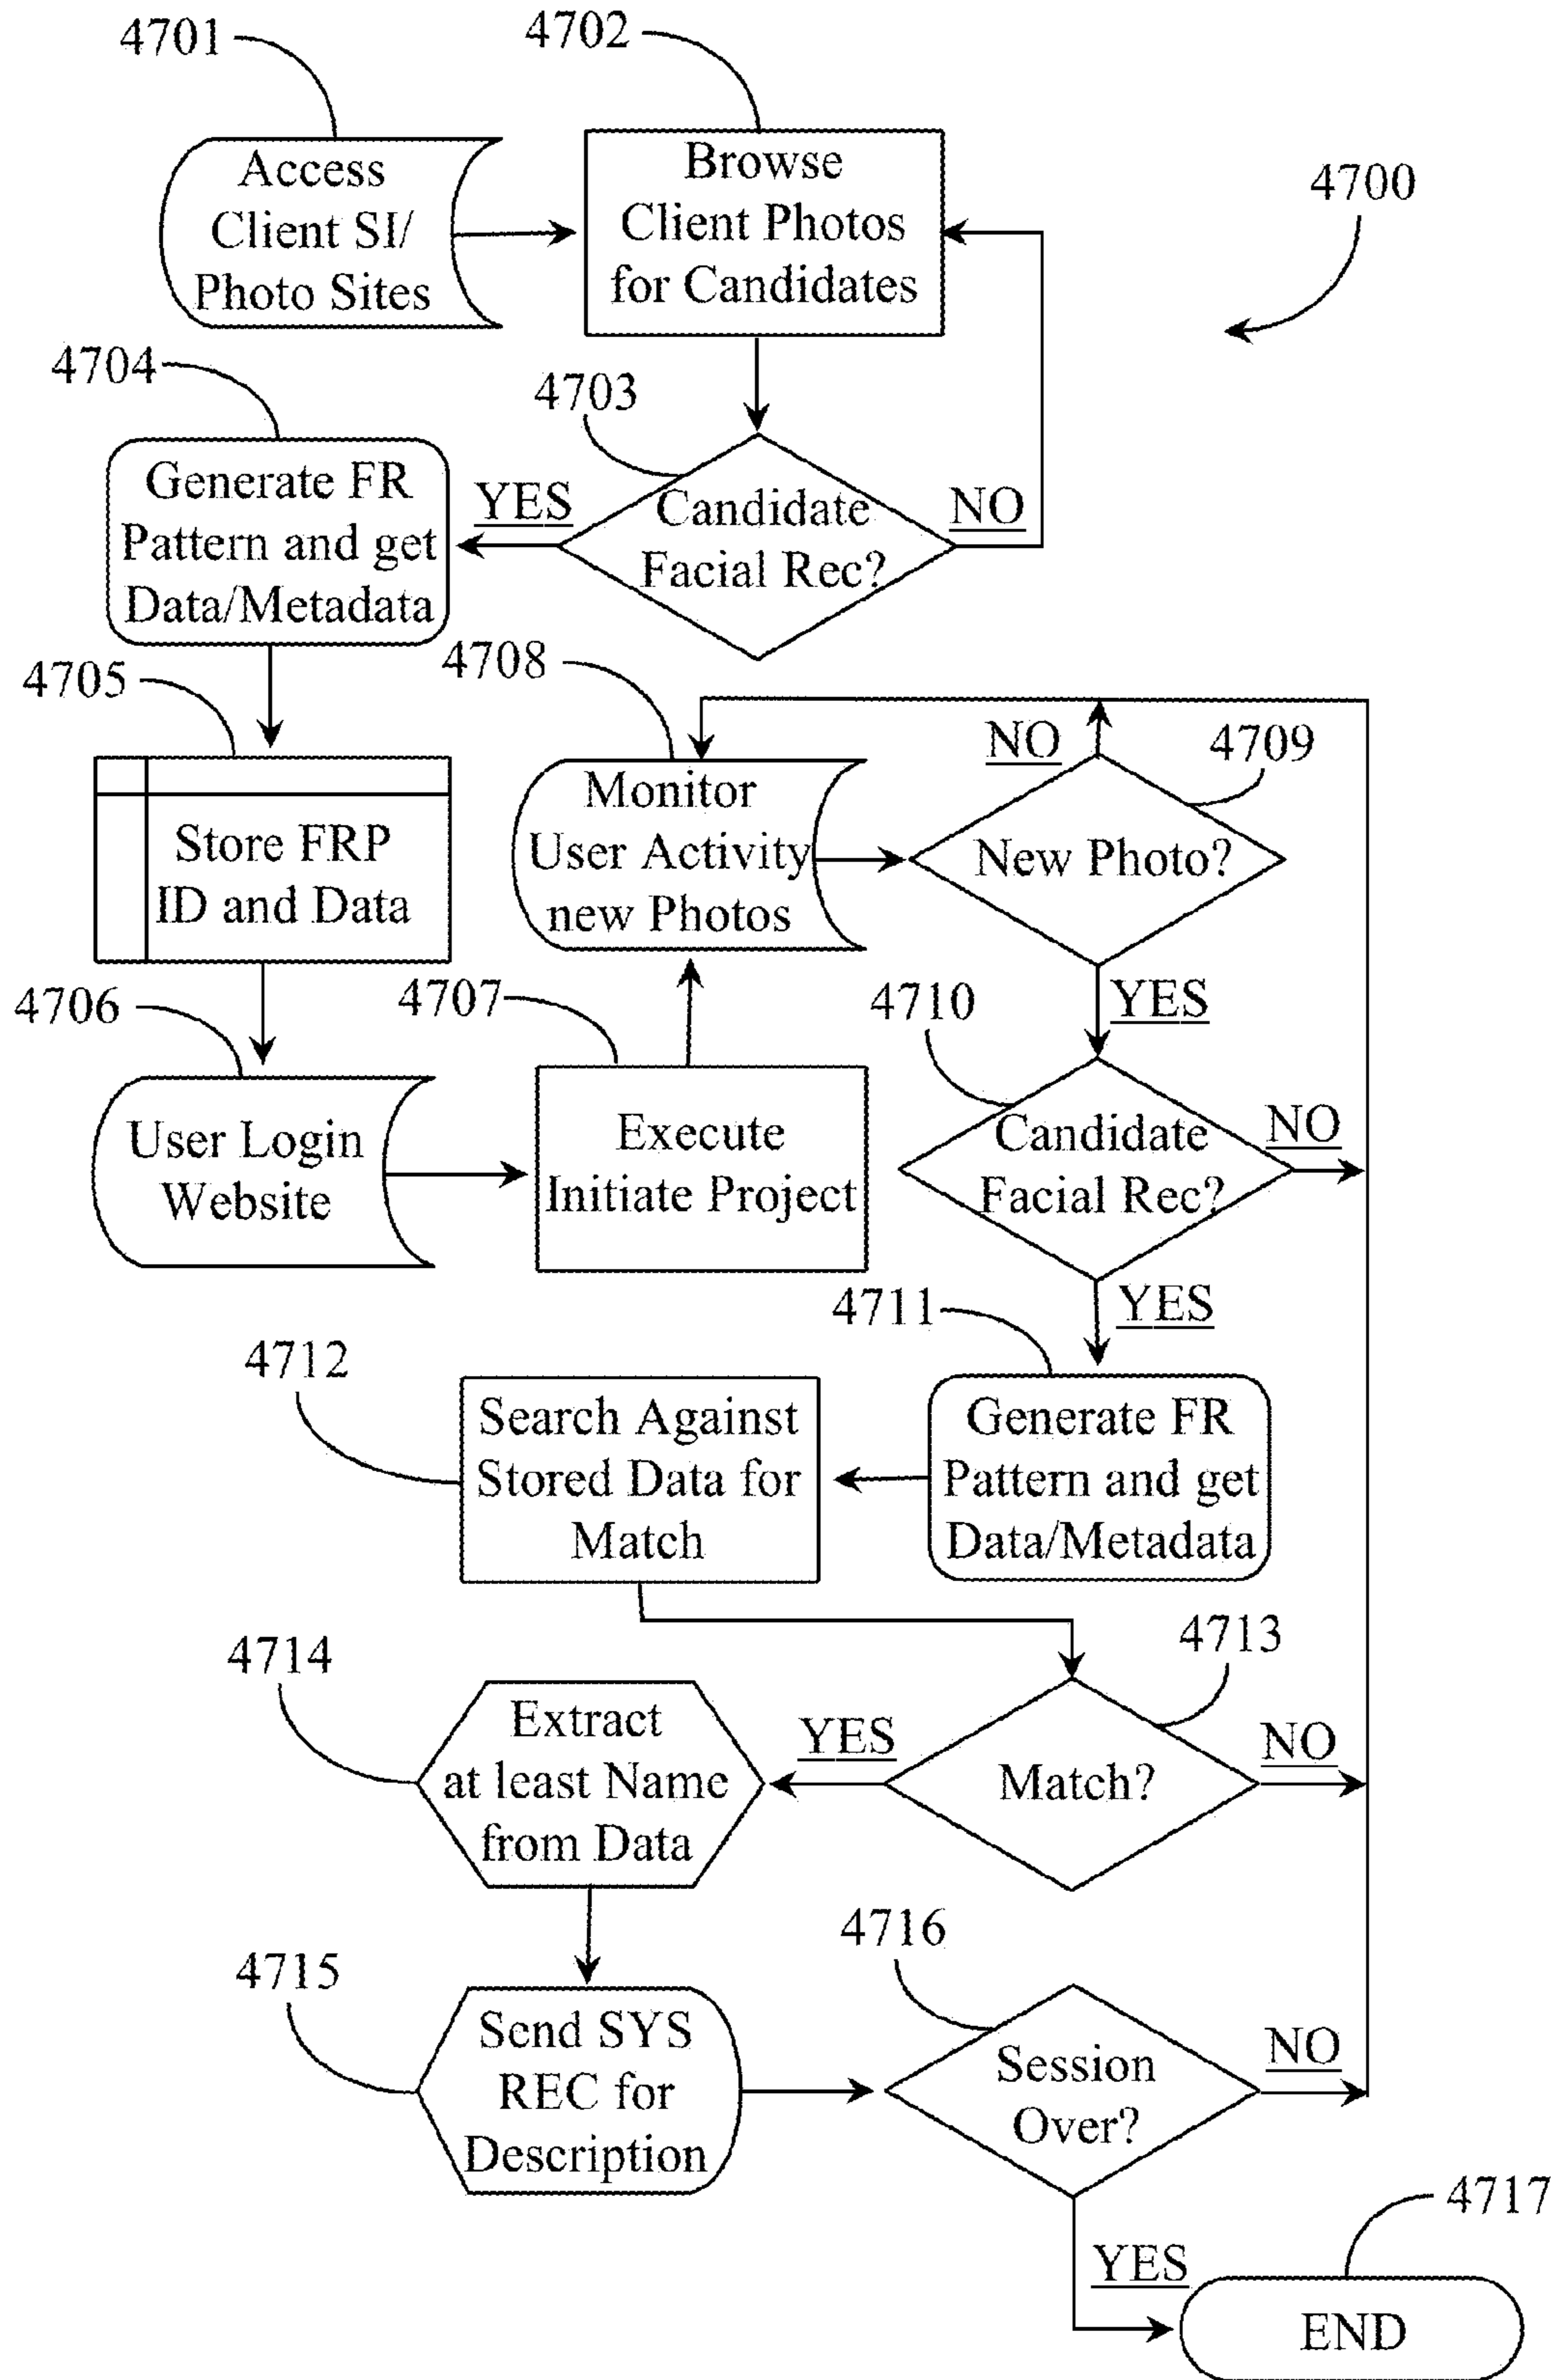 4701
4702
Access
Client SI/
Photo Sites
Browse
Client Photos
for Candidates
4700
4704
4703
Generate FR
Pattern and get
Data/Metadata
YES
Candidate
Facial Rec?
NO
4705
4708
Store FRP
ID and Data
Monitor
User Activity
new Photos
NO
4709
New Photo?
4706
4707
4710
YES
User Login
Website
Execute
Initiate Project
Candidate
Facial Rec?
NO
4711
YES
4712
Search Against
Stored Data for
Match
Generate FR
Pattern and get
Data/Metadata
4714
4713
Extract
at least Name
from Data
YES
Match?
NO
4715
4716
Send SYS
REC for
Description
Session
Over?
NO
4717
YES
END